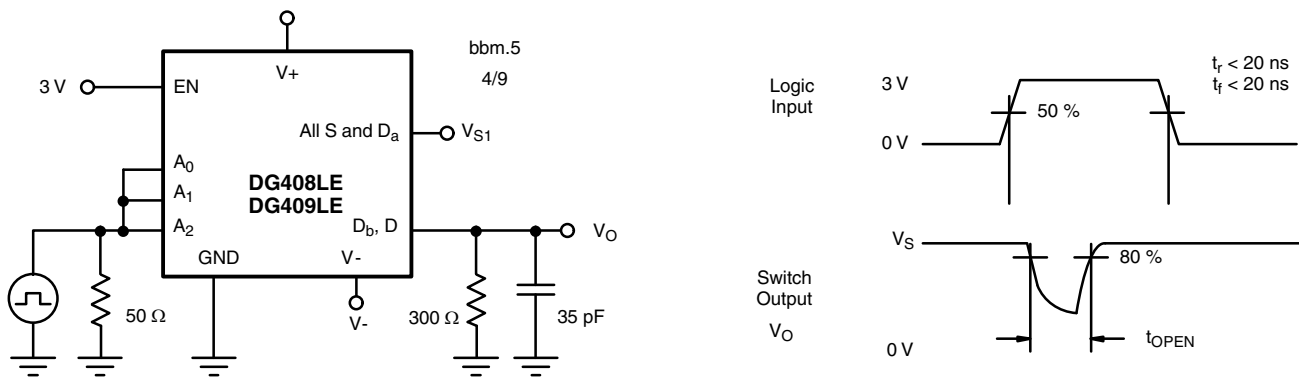 bbm.5
4/9
V+
3 V
EN
All S and Da
VS1
A0
A1
A2
DG408LE
DG409LE
Db, D
VO
GND
V-
V-
50 Ω
300 Ω
35 pF
Logic
Input
3 V
0 V
50 %
tr < 20 ns
tf < 20 ns
VS
80 %
Switch
Output
VO
0 V
tOPEN